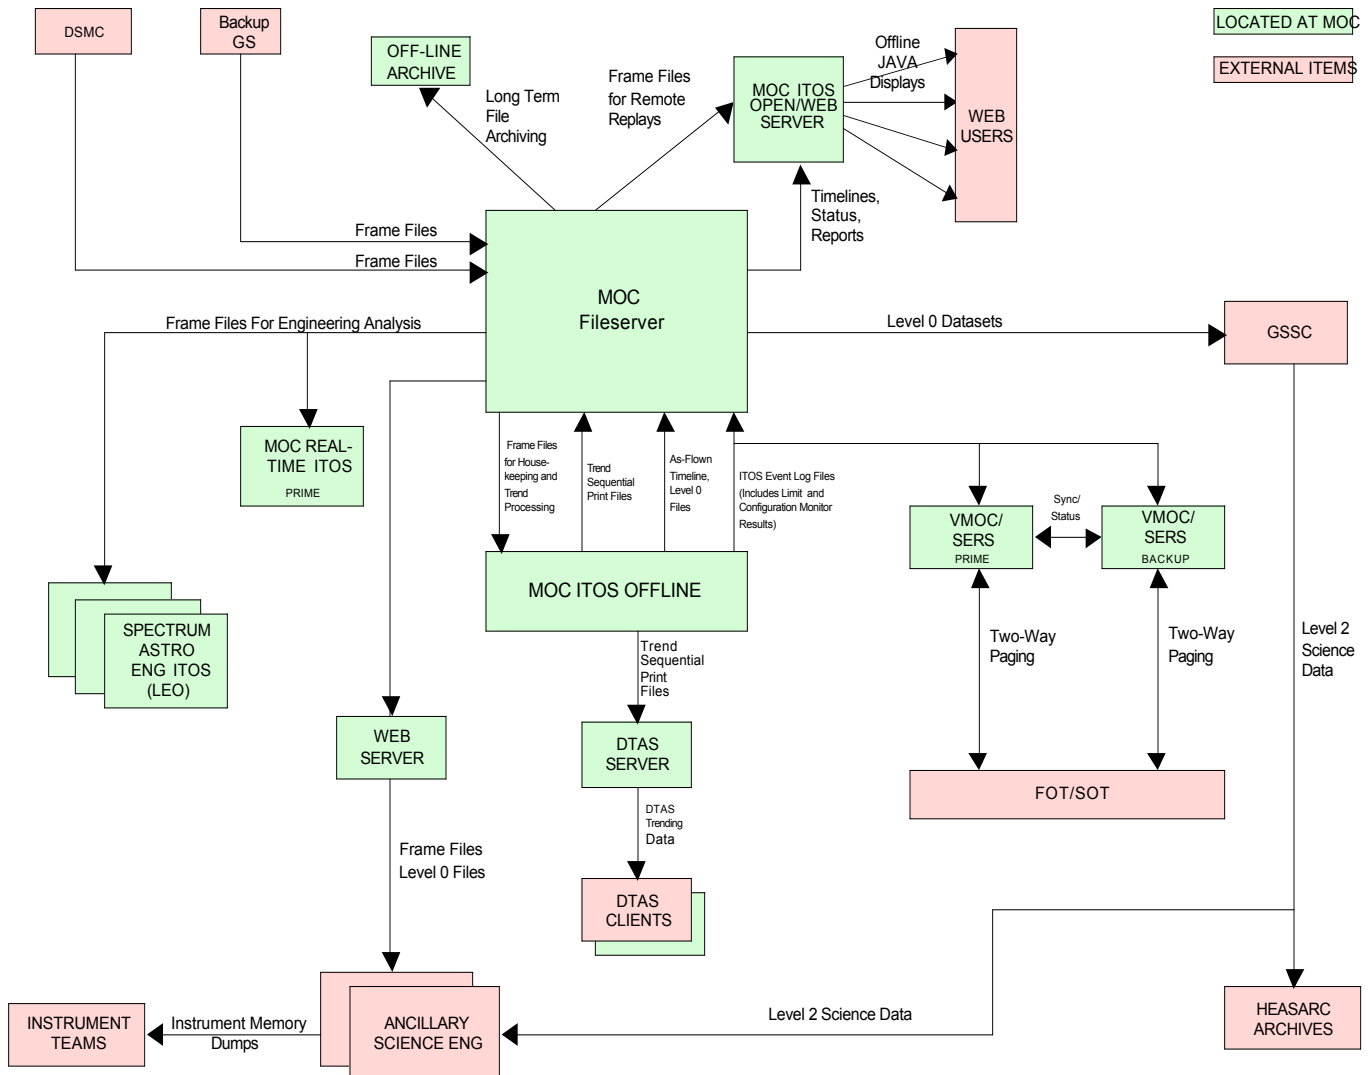 DSMC
Backup
GS
OFF-LINE
ARCHIVE
Long Term
File
Archiving
Frame Files
for Remote
Replays
MOC ITOS
OPEN/WEB
SERVER
Offline
JAVA
Displays
WEB
USERS
LOCATED AT MOC
EXTERNAL ITEMS
Timelines,
Status,
Reports
Frame Files
Frame Files
MOC
Fileserver
Frame Files For Engineering Analysis
Level 0 Datasets
GSSC
MOC REAL-
TIME ITOS
PRIME
Frame Files
for House-
keeping and
Trend
Processing
Trend
Sequential
Print Files
As-Flown
Timeline,
Level 0
Files
ITOS Event Log Files
(Includes Limit and
Configuration Monitor
Results)
VMOC/
SERS
PRIME
Sync/
Status
VMOC/
SERS
BACKUP
MOC ITOS OFFLINE
SPECTRUM
ASTRO
ENG ITOS
(LEO)
Trend
Sequential
Print
Files
Two-Way
Paging
Two-Way
Paging
Level 2
Science
Data
WEB
SERVER
DTAS
SERVER
FOT/SOT
DTAS
Trending
Data
Frame Files
Level 0 Files
DTAS
CLIENTS
INSTRUMENT
TEAMS
Instrument Memory
Dumps
ANCILLARY
SCIENCE ENG
Level 2 Science Data
HEASARC
ARCHIVES